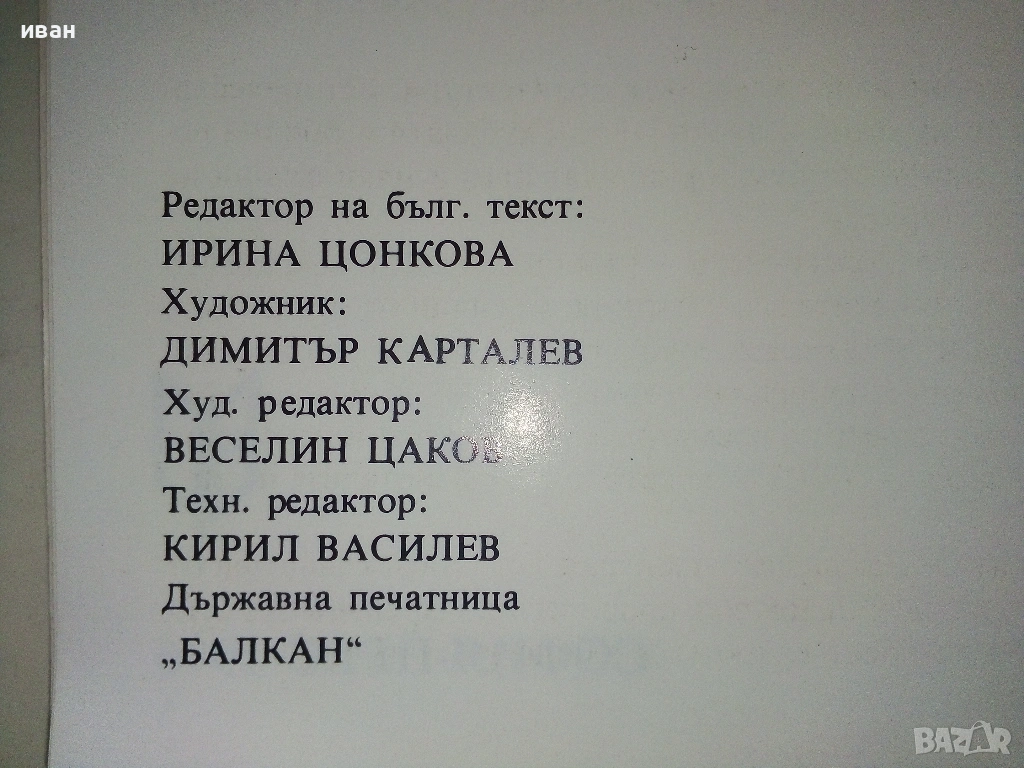 иван
Редактор на бълг. текст:
ИРИНА ЦОНКОВА
Художник:
ДИМИТЪР КАРТАЛЕВ
Худ. редактор:
ВЕСЕЛИН ЦАКОВ
Техн. редактор:
КИРИЛ ВАСИЛЕВ
Държавна печатница
„БАЛКАН“
BAZAR